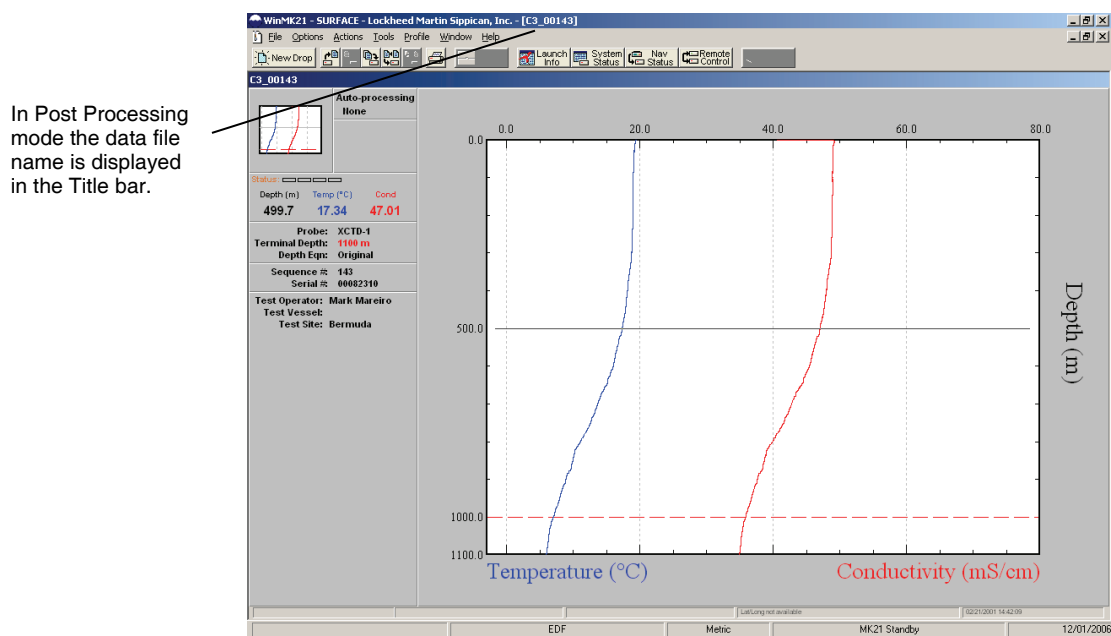 In Post Processing
mode the data file
name is displayed
in the Title bar.
WinMK21 - SURFACE - Lockheed Martin Sippican, Inc. - [C3_00143]
File Options Actions Tools Profile Window Help
New Drop
Launch Info
System Status
Nav Status
Remote Control
C3_00143
Auto-processing
None
Status:
Depth (m) Temp (°C) Cond
499.7 17.34 47.01
Probe: XCTD-1
Terminal Depth: 1100 m
Depth Eqn: Original
Sequence #: 143
Serial #: 00082310
Test Operator: Mark Mareiro
Test Vessel:
Test Site: Bermuda
0.0 20.0 40.0 60.0 80.0
0.0
500.0
1000.0
1100.0
Depth (m)
Temperature (°C) Conductivity (mS/cm)
Lat/Long not available 02/21/2001 14:42:09
EDF Metric MK21 Standby 12/01/2006